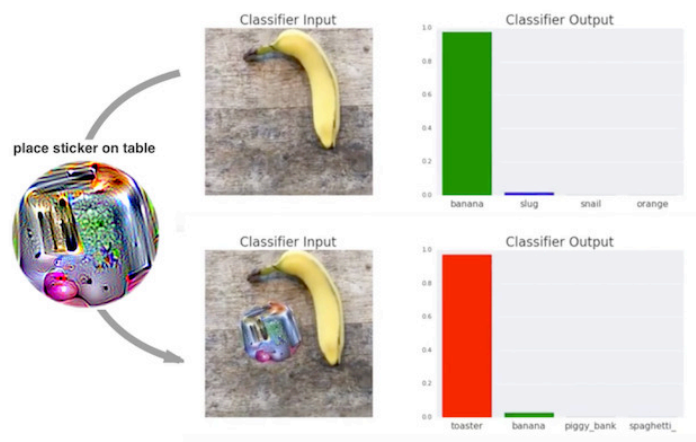 place sticker on table
Classifier Input
Classifier Output
1.0
0.8
0.6
0.4
0.2
0.0
banana slug snail orange
Classifier Input
Classifier Output
1.0
0.8
0.6
0.4
0.2
0.0
toaster banana piggy_bank spaghetti_